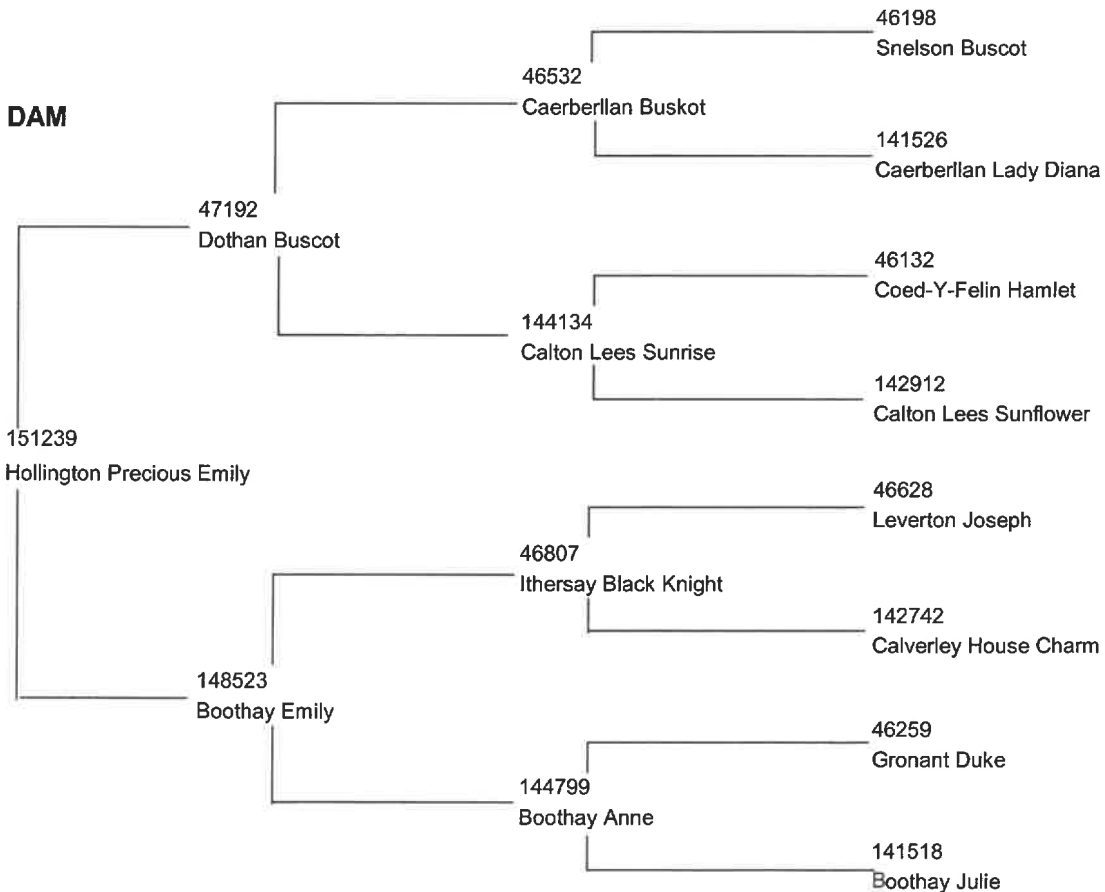 46198
Snelson Buscot
46532
Caerberllan Buskot
DAM
141526
Caerberllan Lady Diana
47192
Dothan Buscot
46132
Coed-Y-Felin Hamlet
144134
Calton Lees Sunrise
142912
Calton Lees Sunflower
151239
Hollington Precious Emily
46628
Leverton Joseph
46807
Ithersay Black Knight
142742
Calverley House Charm
148523
Boothay Emily
46259
Gronant Duke
144799
Boothay Anne
141518
Boothay Julie